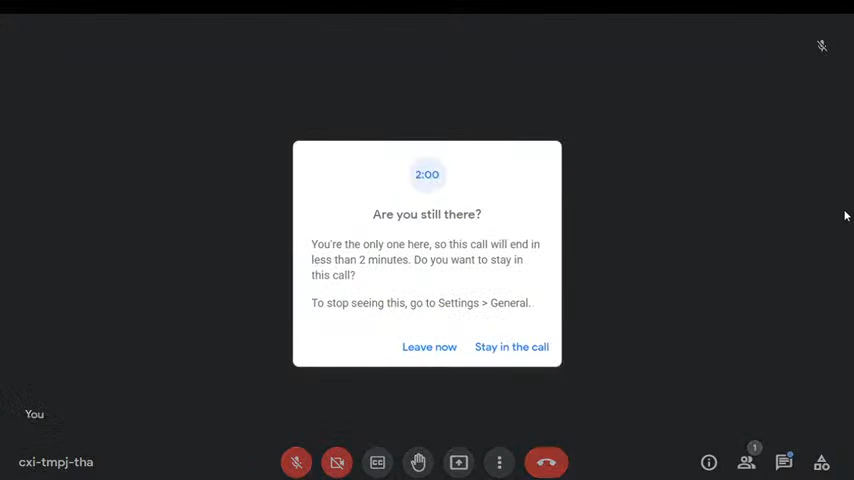 2:00
Are you still there?
You're the only one here, so this call will end in
less than 2 minutes. Do you want to stay in
this call?
To stop seeing this, go to Settings > General.
Leave now Stay in the call
You
cxi-tmpj-tha
CC
1